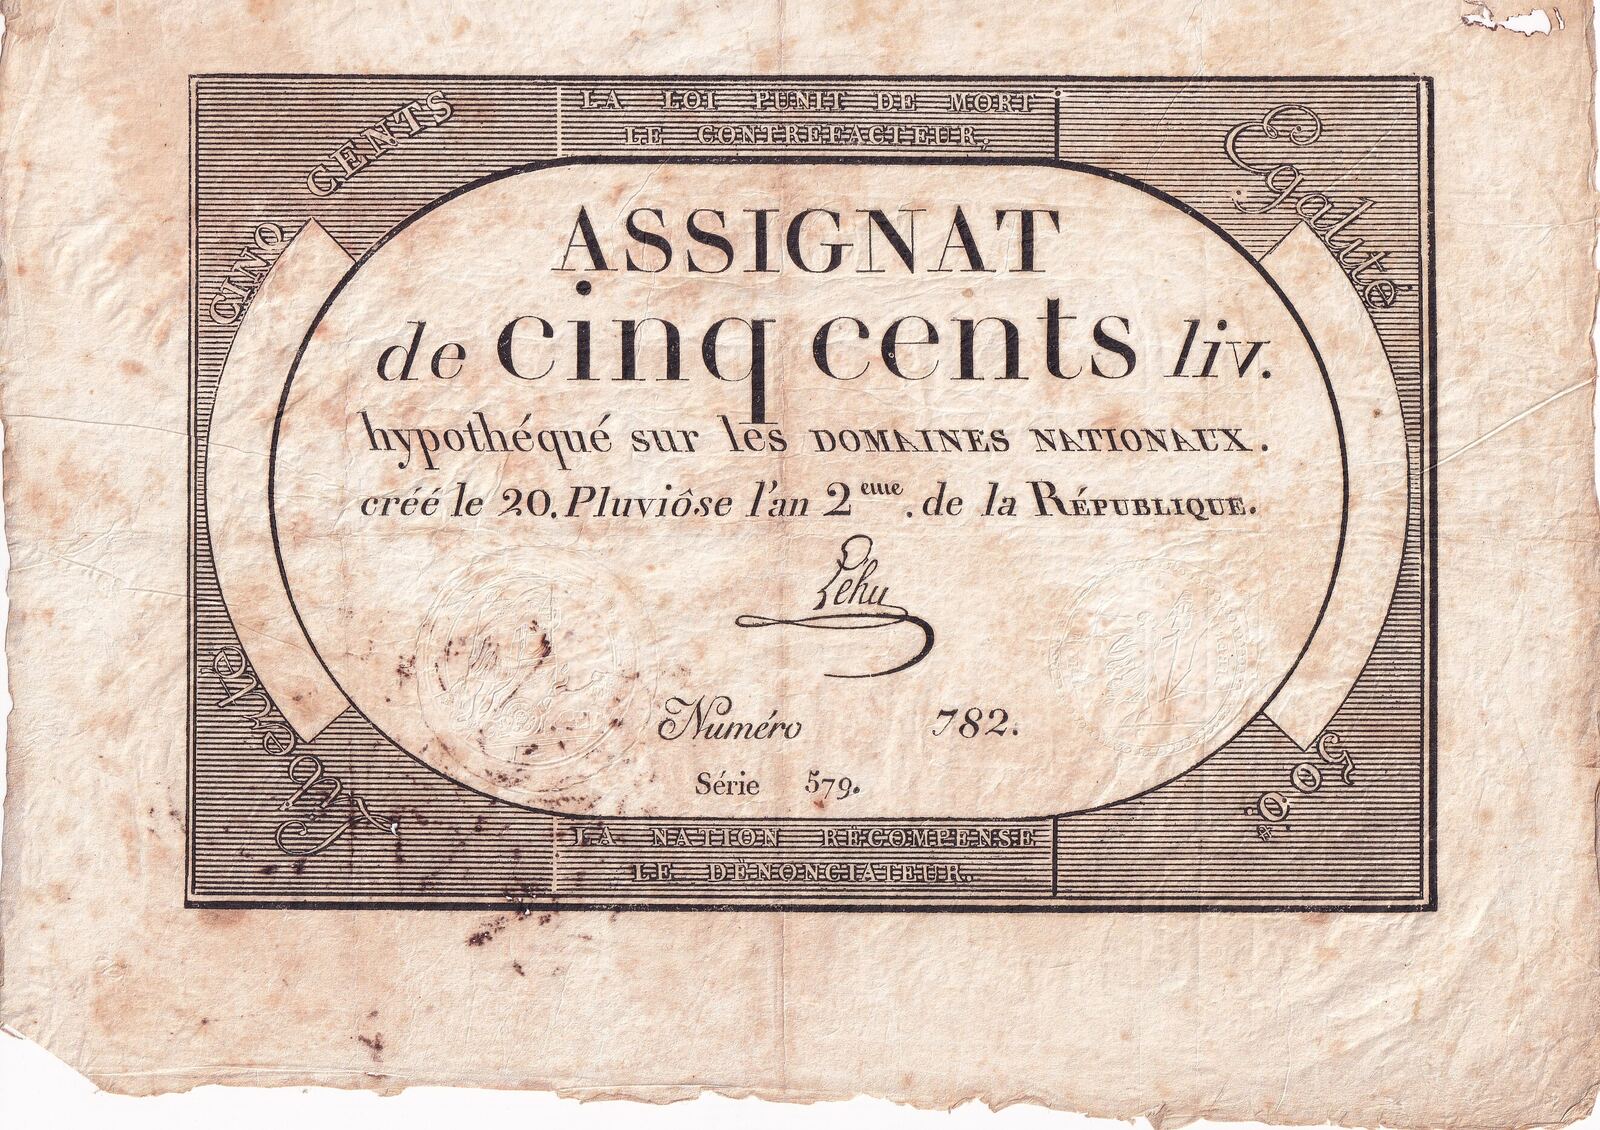 LA LOI PUNIT DE MORT
LE CONTREFACTEUR.
CINQ CENTS
Egalité
ASSIGNAT
de cinq cents liv.
hypothéqué sur les DOMAINES NATIONAUX.
créé le 20. Pluviôse l'an 2eme. de la RÉPUBLIQUE.
Pehu
Numéro 782.
Série 579.
Liberté
500.#
LA NATION RÉCOMPENSE
LE DÉNONCIATEUR.